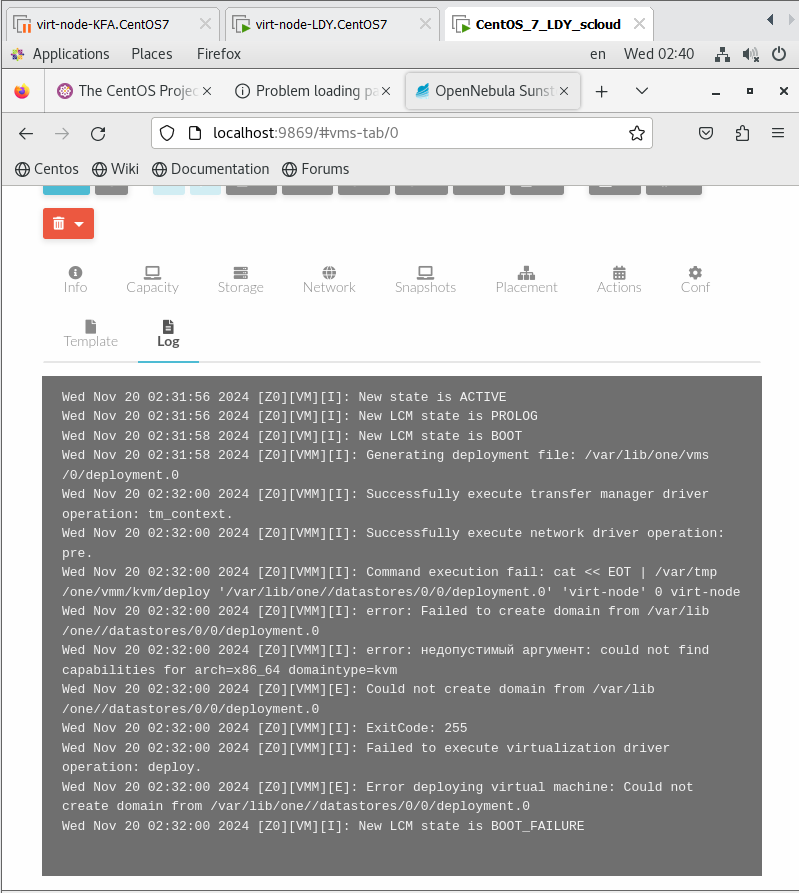 virt-node-KFA.CentOS7
virt-node-LDY.CentOS7
CentOS_7_LDY_scloud
Applications Places Firefox
en Wed 02:40
The CentOS Projec
Problem loading pa
OpenNebula Sunst
localhost:9869/#vms-tab/0
Centos Wiki Documentation Forums
Info Capacity Storage Network Snapshots Placement Actions Conf
Template Log
Wed Nov 20 02:31:56 2024 [Z0][VM][I]: New state is ACTIVE
Wed Nov 20 02:31:56 2024 [Z0][VM][I]: New LCM state is PROLOG
Wed Nov 20 02:31:58 2024 [Z0][VM][I]: New LCM state is BOOT
Wed Nov 20 02:31:58 2024 [Z0][VMM][I]: Generating deployment file: /var/lib/one/vms
/0/deployment.0
Wed Nov 20 02:32:00 2024 [Z0][VMM][I]: Successfully execute transfer manager driver
operation: tm_context.
Wed Nov 20 02:32:00 2024 [Z0][VMM][I]: Successfully execute network driver operation:
pre.
Wed Nov 20 02:32:00 2024 [Z0][VMM][I]: Command execution fail: cat << EOT | /var/tmp
/one/vmm/kvm/deploy '/var/lib/one//datastores/0/0/deployment.0' 'virt-node' 0 virt-node
Wed Nov 20 02:32:00 2024 [Z0][VMM][I]: error: Failed to create domain from /var/lib
/one//datastores/0/0/deployment.0
Wed Nov 20 02:32:00 2024 [Z0][VMM][I]: error: недопустимый аргумент: could not find
capabilities for arch=x86_64 domaintype=kvm
Wed Nov 20 02:32:00 2024 [Z0][VMM][E]: Could not create domain from /var/lib
/one//datastores/0/0/deployment.0
Wed Nov 20 02:32:00 2024 [Z0][VMM][I]: ExitCode: 255
Wed Nov 20 02:32:00 2024 [Z0][VMM][I]: Failed to execute virtualization driver
operation: deploy.
Wed Nov 20 02:32:00 2024 [Z0][VMM][E]: Error deploying virtual machine: Could not
create domain from /var/lib/one//datastores/0/0/deployment.0
Wed Nov 20 02:32:00 2024 [Z0][VM][I]: New LCM state is BOOT_FAILURE